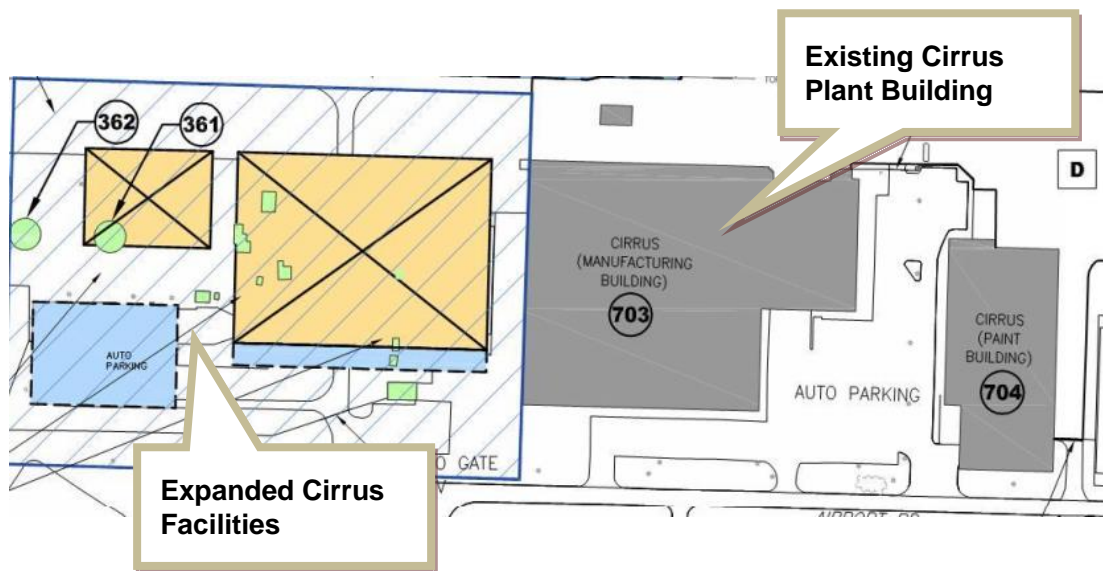 Existing Cirrus
Plant Building
362
361
D
CIRRUS
(MANUFACTURING
BUILDING)
703
CIRRUS
(PAINT
BUILDING)
704
AUTO
PARKING
AUTO PARKING
GATE
Expanded Cirrus
Facilities